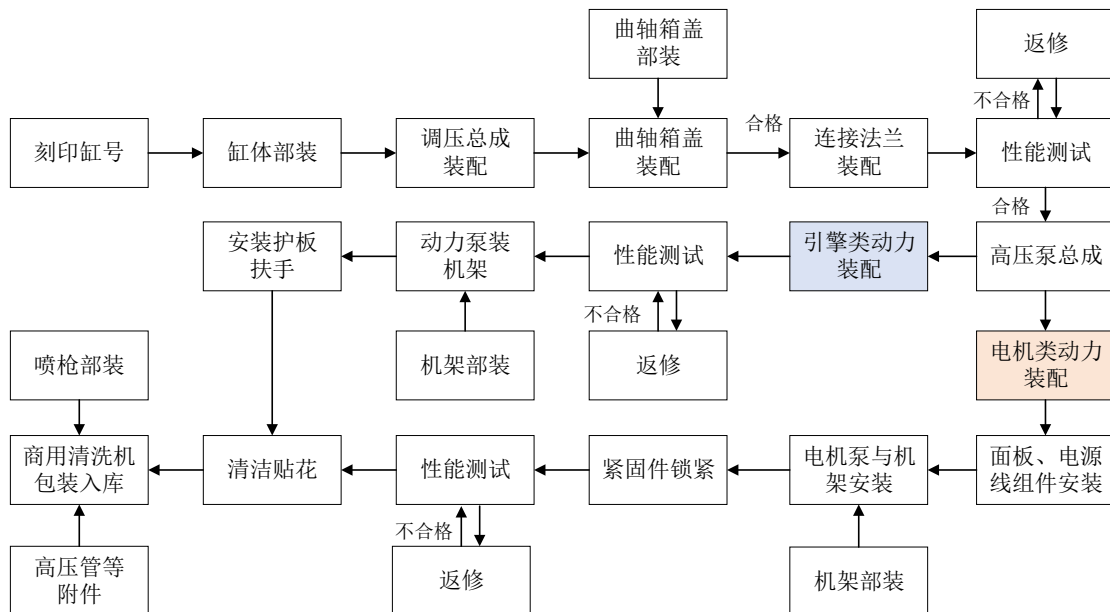 曲轴箱盖
部装
返修
不合格
刻印缸号
缸体部装
调压总成
装配
曲轴箱盖
装配
合格
连接法兰
装配
性能测试
合格
安装护板
扶手
动力泵装
机架
性能测试
引擎类动力
装配
高压泵总成
不合格
喷枪部装
机架部装
返修
电机类动力
装配
商用清洗机
包装入库
清洁贴花
性能测试
紧固件锁紧
电机泵与机
架安装
面板、电源
线组件安装
不合格
高压管等
附件
返修
机架部装